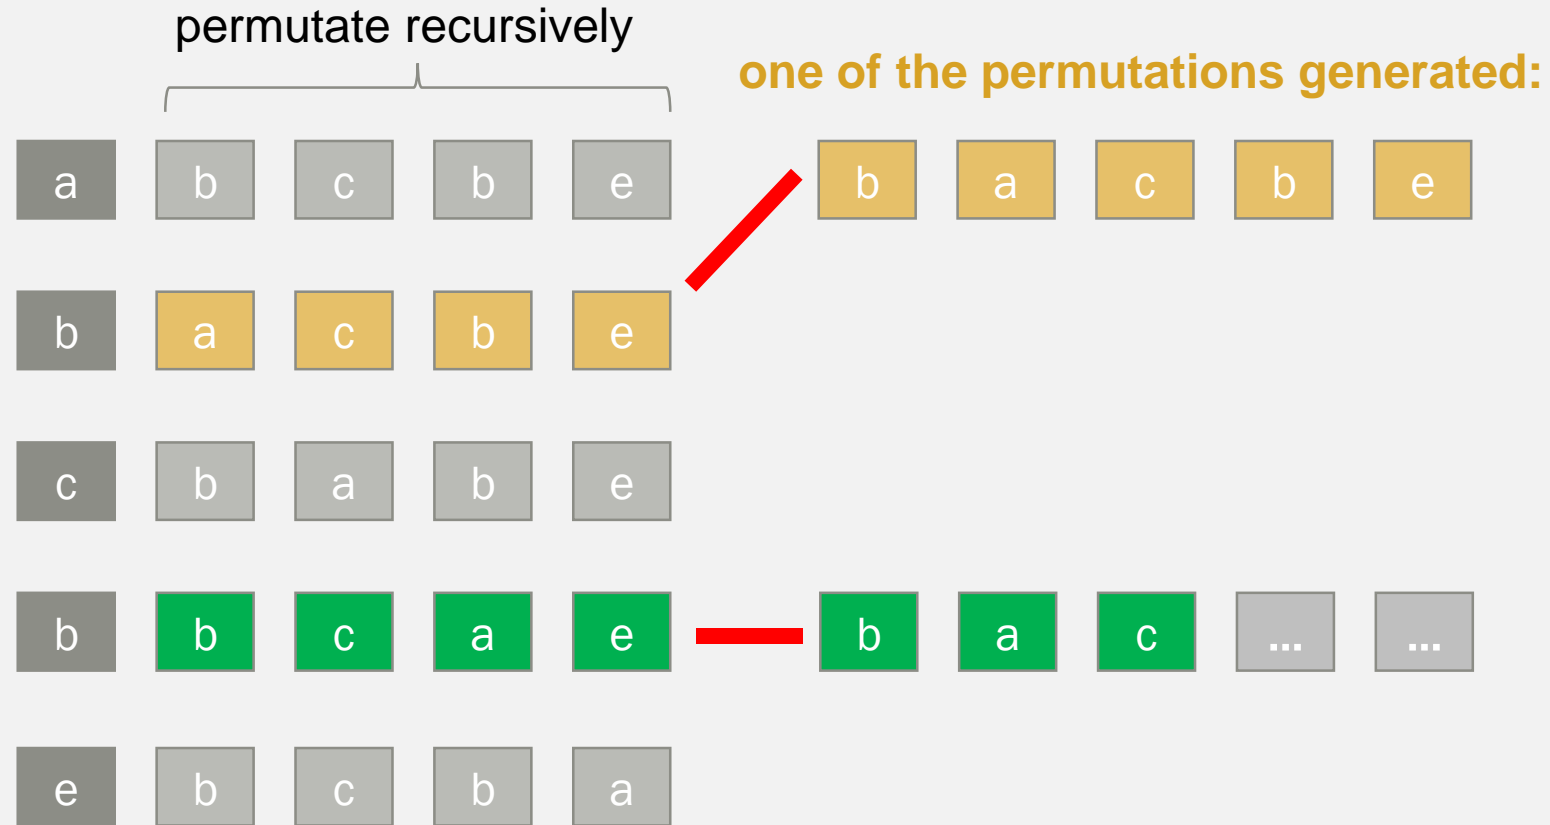 permutate recursively
one of the permutations generated:
a b c b e b a c b e
b a c b e
c b a b e
b b c a e b a c ... ...
e b c b a